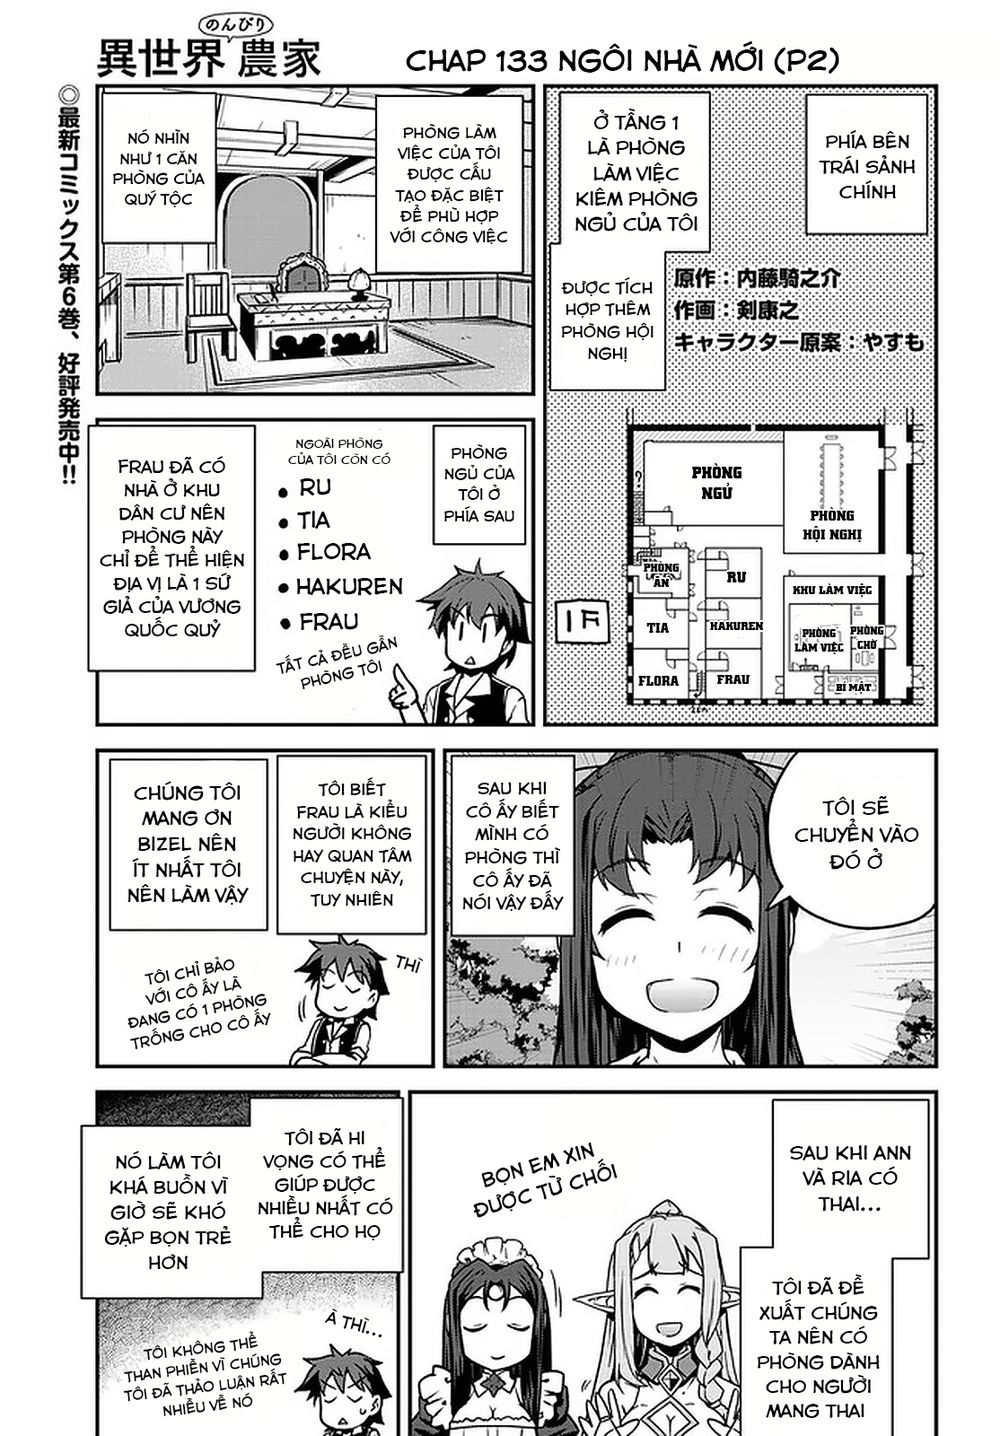 異世界のんびり農家
CHAP 133 NGÔI NHÀ MỚI (P2)
◎最新コミックス第6巻、好評発売中!!
PHÍA BÊN
TRÁI SẢNH
CHÍNH
Ở TẦNG 1
LÀ PHÒNG
LÀM VIỆC
KIÊM PHÒNG
NGỦ CỦA TÔI
ĐƯỢC TÍCH
HỢP THÊM
PHÒNG HỘI
NGHỊ
原作：内藤騎之介
作画：剣康之
キャラクター原案：やすも
PHÒNG
NGỦ
PHÒNG
HỘI NGHỊ
PHÒNG
ĂN
RU
KHU LÀM VIỆC
TIA
HAKUREN
PHÒNG
LÀM VIỆC
PHÒNG
CHỜ
FLORA
FRAU
BÍ MẬT
1F
PHÒNG LÀM
VIỆC CỦA TÔI
ĐƯỢC CẤU
TẠO ĐẶC BIỆT
ĐỂ PHÙ HỢP
VỚI CÔNG VIỆC
NÓ NHÌN
NHƯ 1 CĂN
PHÒNG CỦA
QUÝ TỘC
PHÒNG
NGỦ CỦA
TÔI Ở
PHÍA SAU
NGOÀI PHÒNG
CỦA TÔI CÒN CÓ
• RU
• TIA
• FLORA
• HAKUREN
• FRAU
TẤT CẢ ĐỀU GẦN
PHÒNG TÔI
FRAU ĐÃ CÓ
NHÀ Ở KHU
DÂN CƯ NÊN
PHÒNG NÀY
CHỈ ĐỂ THỂ HIỆN
ĐỊA VỊ LÀ 1 SỨ
GIẢ CỦA VƯƠNG
QUỐC QUỶ
TÔI SẼ
CHUYỂN VÀO
ĐÓ Ở
SAU KHI
CÔ ẤY BIẾT
MÌNH CÓ
PHÒNG THÌ
CÔ ẤY ĐÃ
NÓI VẬY ĐẤY
TÔI BIẾT
FRAU LÀ KIỂU
NGƯỜI KHÔNG
HAY QUAN TÂM
CHUYỆN NÀY,
TUY NHIÊN
CHÚNG TÔI
MANG ƠN
BIZEL NÊN
ÍT NHẤT TÔI
NÊN LÀM VẬY
THÌ
TÔI CHỈ BẢO
VỚI CÔ ẤY LÀ
ĐANG CÓ 1 PHÒNG
TRỐNG CHO CÔ ẤY
SAU KHI ANN
VÀ RIA CÓ
THAI...
BỌN EM XIN
ĐƯỢC TỪ CHỐI
TÔI ĐÃ ĐỀ
XUẤT CHÚNG
TA NÊN CÓ
PHÒNG DÀNH
CHO NGƯỜI
MANG THAI
TÔI ĐÃ HI
VỌNG CÓ THỂ
GIÚP ĐƯỢC
NHIỀU NHẤT CÓ
THỂ CHO HỌ
NÓ LÀM TÔI
KHÁ BUỒN VÌ
GIỜ SẼ KHÓ
GẶP BỌN TRẺ
HƠN
À THÌ...
TÔI KHÔNG THỂ
THAN PHIỀN VÌ CHÚNG
TÔI ĐÃ THẢO LUẬN RẤT
NHIỀU VỀ NÓ